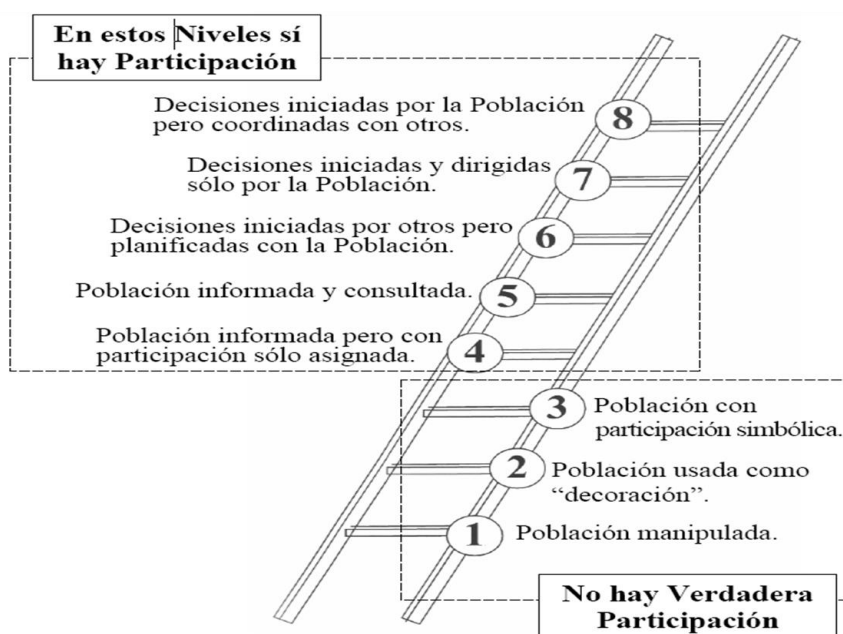 En estos Niveles sí
hay Participación
Decisiones iniciadas por la Población
pero coordinadas con otros.
8
Decisiones iniciadas y dirigidas
sólo por la Población.
7
Decisiones iniciadas por otros pero
planificadas con la Población.
6
Población informada y consultada.
5
Población informada pero con
participación sólo asignada.
4
3
Población con
participación simbólica.
2
Población usada como
“decoración”.
1
Población manipulada.
No hay Verdadera
Participación